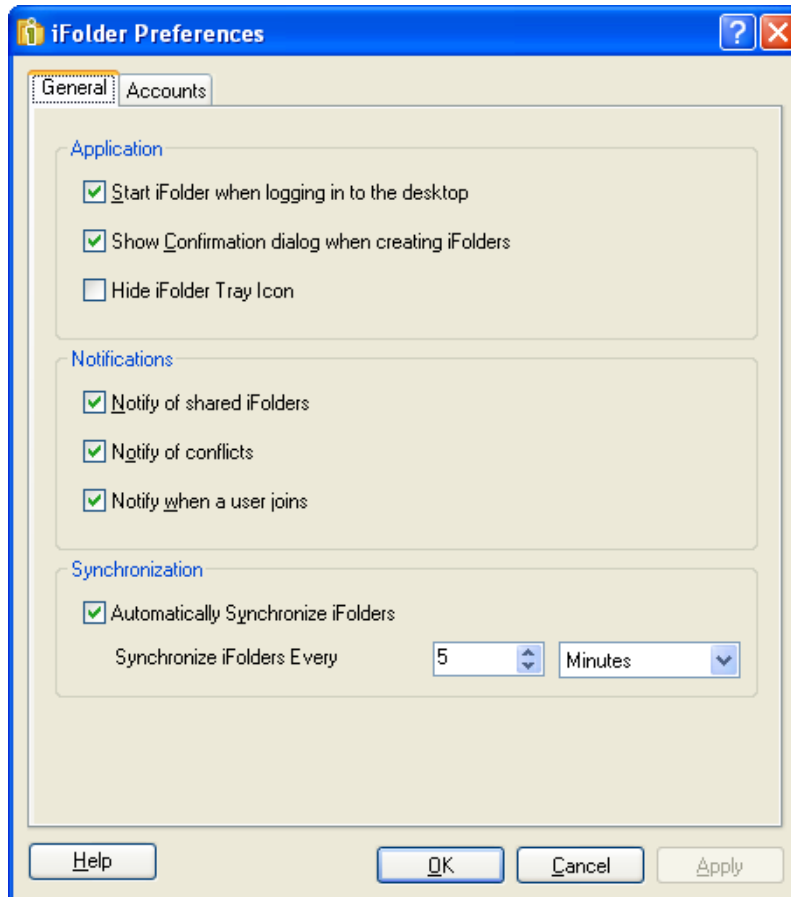 iFolder Preferences
General Accounts
Application
Start iFolder when logging in to the desktop
Show Confirmation dialog when creating iFolders
Hide iFolder Tray Icon
Notifications
Notify of shared iFolders
Notify of conflicts
Notify when a user joins
Synchronization
Automatically Synchronize iFolders
Synchronize iFolders Every 5 Minutes
Help OK Cancel Apply